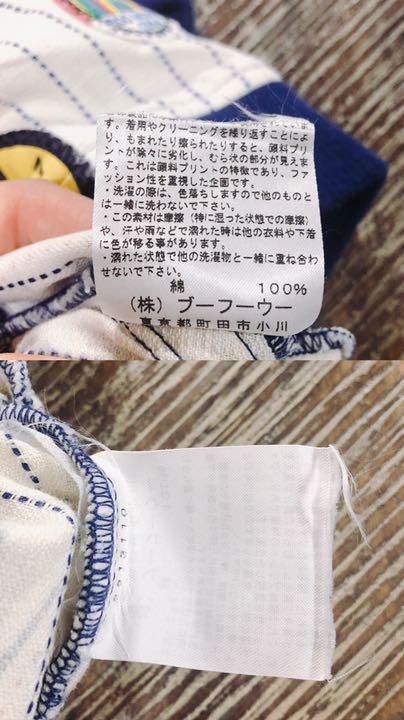 す。着用やクリーニングを繰り返すことによ
り、もまれたり擦られたりすると、顔料プリ
ントが徐々に劣化し、むら状の部分が見えま
す。これは顔料プリントの特徴であり、ファ
ッション性を重視した企画です。
・洗濯の際は、色落ちしますので他のものと
は一緒に洗わないで下さい。
・この素材は摩擦（特に湿った状態での摩擦）
や、汗や雨などで濡れた時は他の衣料や下着
に色が移る事があります。
・濡れた状態で他の洗濯物と一緒に重ね合わ
せないで下さい。
綿 100%
（株）ブーフーウー
東京都町田市小川